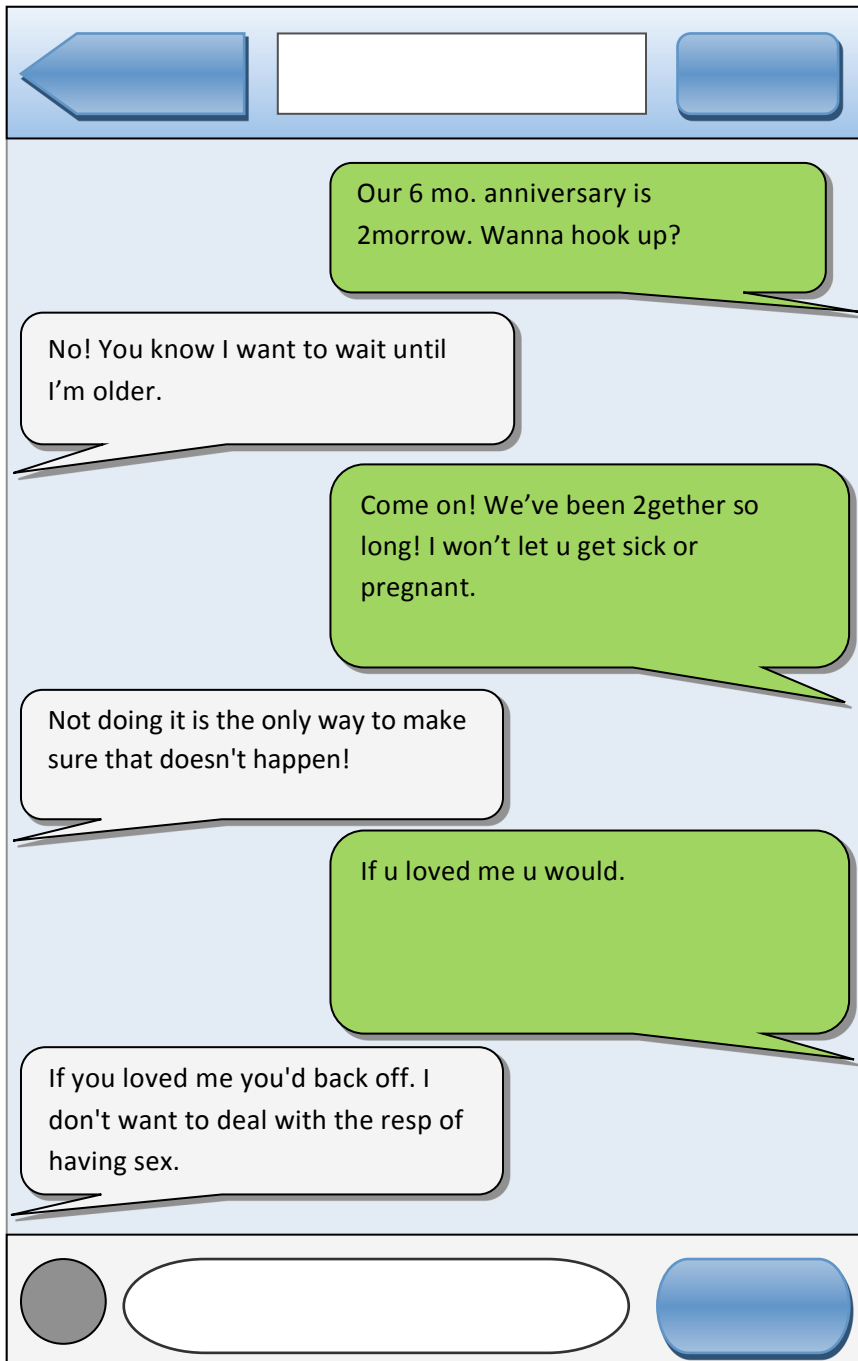 Our 6 mo. anniversary is
2morrow. Wanna hook up?
No! You know I want to wait until
I’m older.
Come on! We’ve been 2gether so
long! I won’t let u get sick or
pregnant.
Not doing it is the only way to make
sure that doesn't happen!
If u loved me u would.
If you loved me you'd back off. I
don't want to deal with the resp of
having sex.